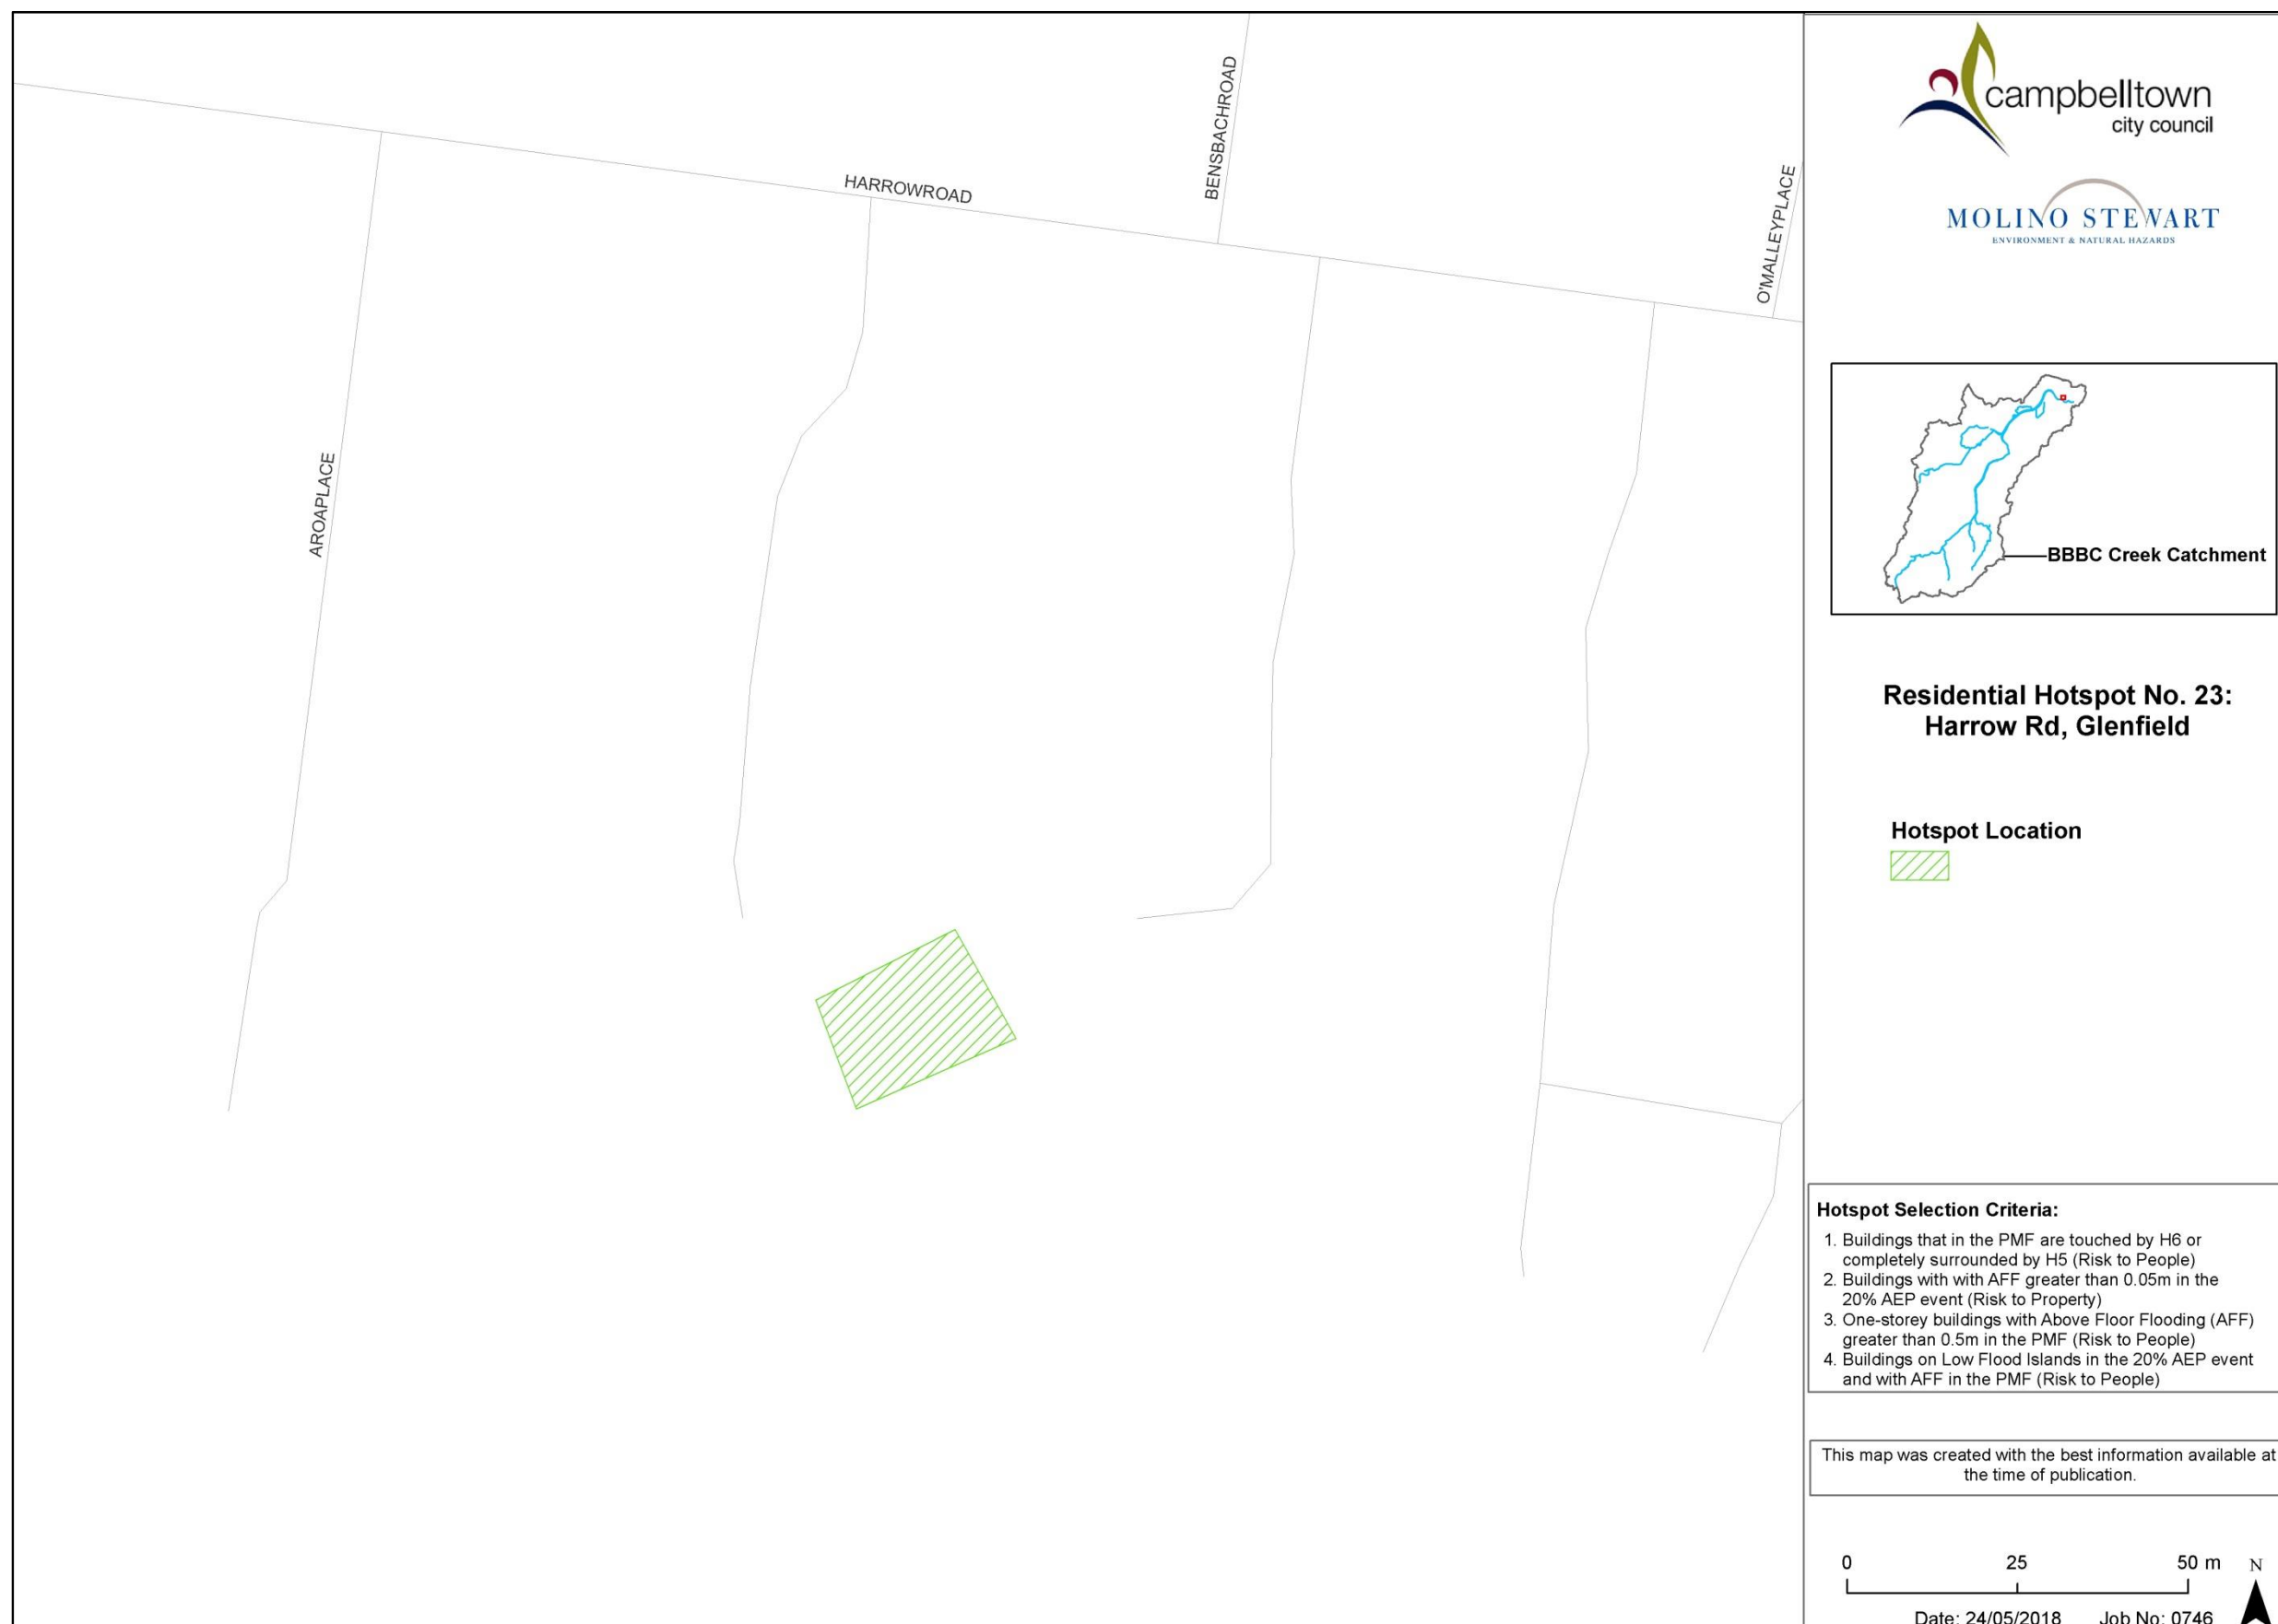 HARROWROAD
BENSBACHROAD
O'MALLEYPLACE
AROAPLACE
campbelltown
city council
MOLINO STEWART
ENVIRONMENT & NATURAL HAZARDS
BBBC Creek Catchment
Residential Hotspot No. 23:
Harrow Rd, Glenfield
Hotspot Location
Hotspot Selection Criteria:
1. Buildings that in the PMF are touched by H6 or
completely surrounded by H5 (Risk to People)
2. Buildings with with AFF greater than 0.05m in the
20% AEP event (Risk to Property)
3. One-storey buildings with Above Floor Flooding (AFF)
greater than 0.5m in the PMF (Risk to People)
4. Buildings on Low Flood Islands in the 20% AEP event
and with AFF in the PMF (Risk to People)
This map was created with the best information available at
the time of publication.
0 25 50 m N
Date: 24/05/2018 Job No: 0746